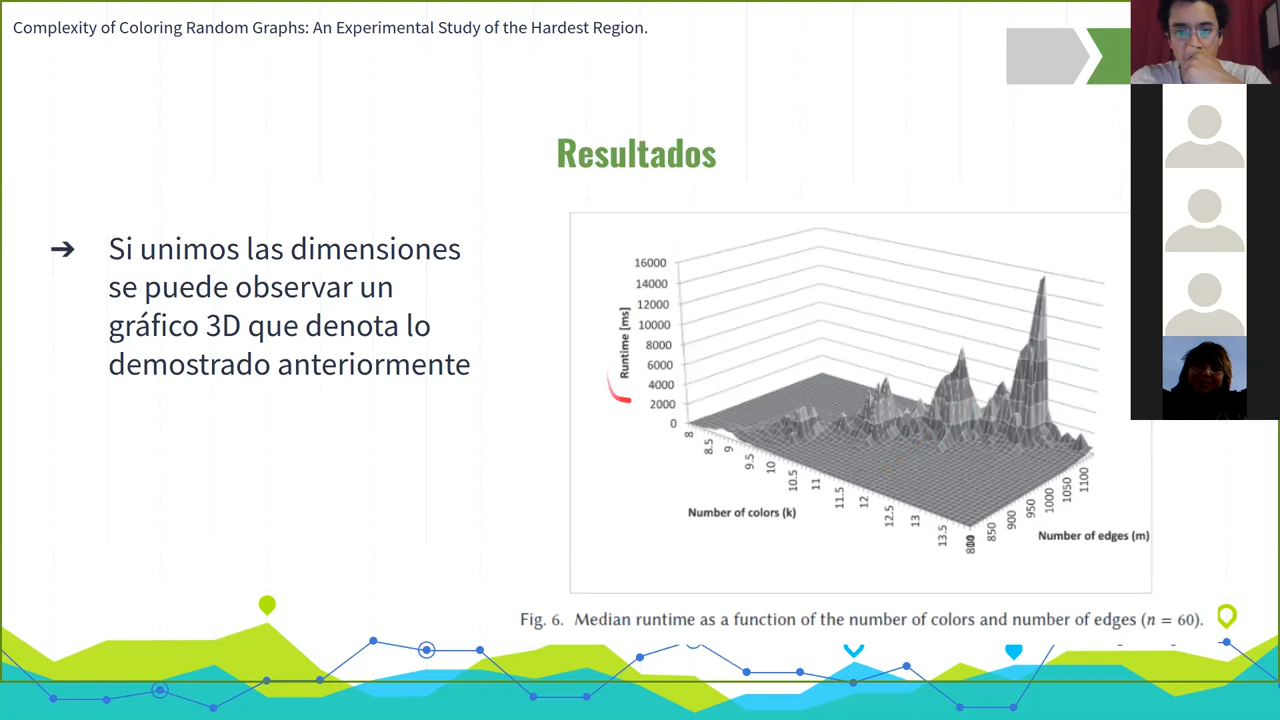 Complexity of Coloring Random Graphs: An Experimental Study of the Hardest Region.
Resultados
➔ Si unimos las dimensiones
se puede observar un
gráfico 3D que denota lo
demostrado anteriormente
16000
14000
12000
10000
8000
6000
4000
2000
0
Runtime [ms]
8
8.5
9
9.5
10
10.5
11
11.5
12
12.5
13
13.5
Number of colors (k)
800
850
900
950
1000
1050
1100
Number of edges (m)
Fig. 6. Median runtime as a function of the number of colors and number of edges (n = 60).